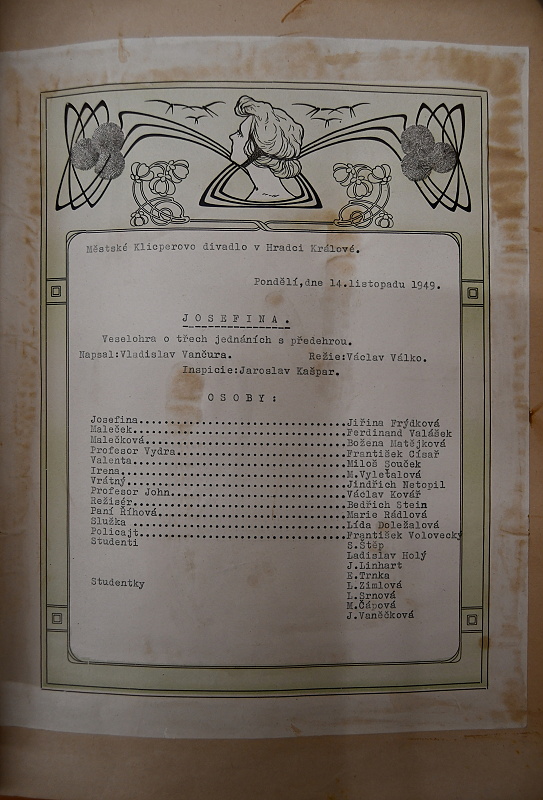 Městské Klicperovo divadlo v Hradci Králové.
Pondělí,dne 14.listopadu 1949.
JOSEFINA.
Veselohra o třech jednáních s předehrou.
Napsal:Vladislav Vančura. Režie:Václav Válko.
Inspicie:Jaroslav Kašpar.
OSOBY:
Josefina..................................Jiřina Frýdková
Maleček...................................Ferdinand Valášek
Malečková.................................Božena Matějková
Profesor Vydra............................František Císař
Valenta...................................Miloš Souček
Irena.....................................M.Vyletalová
Vrátný....................................Jindřich Netopil
Profesor John.............................Václav Kovář
Režisér...................................Bedřich Stein
Paní Říhová...............................Marie Rádlová
Služka ...................................Lída Doležalová
Policajt..................................František Volovecký
Studenti S.Štěp
Ladislav Holý
J.Linhart
E.Trnka
Studentky L.Zimlová
L.Srnová
M.Čápová
J.Vaněčková